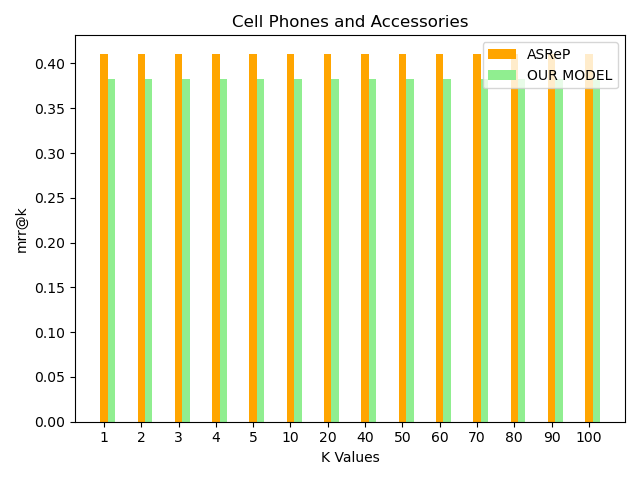 Cell Phones and Accessories
ASReP
OUR MODEL
mrr@k
0.40
0.35
0.30
0.25
0.20
0.15
0.10
0.05
0.00
1 2 3 4 5 10 20 40 50 60 70 80 90 100
K Values